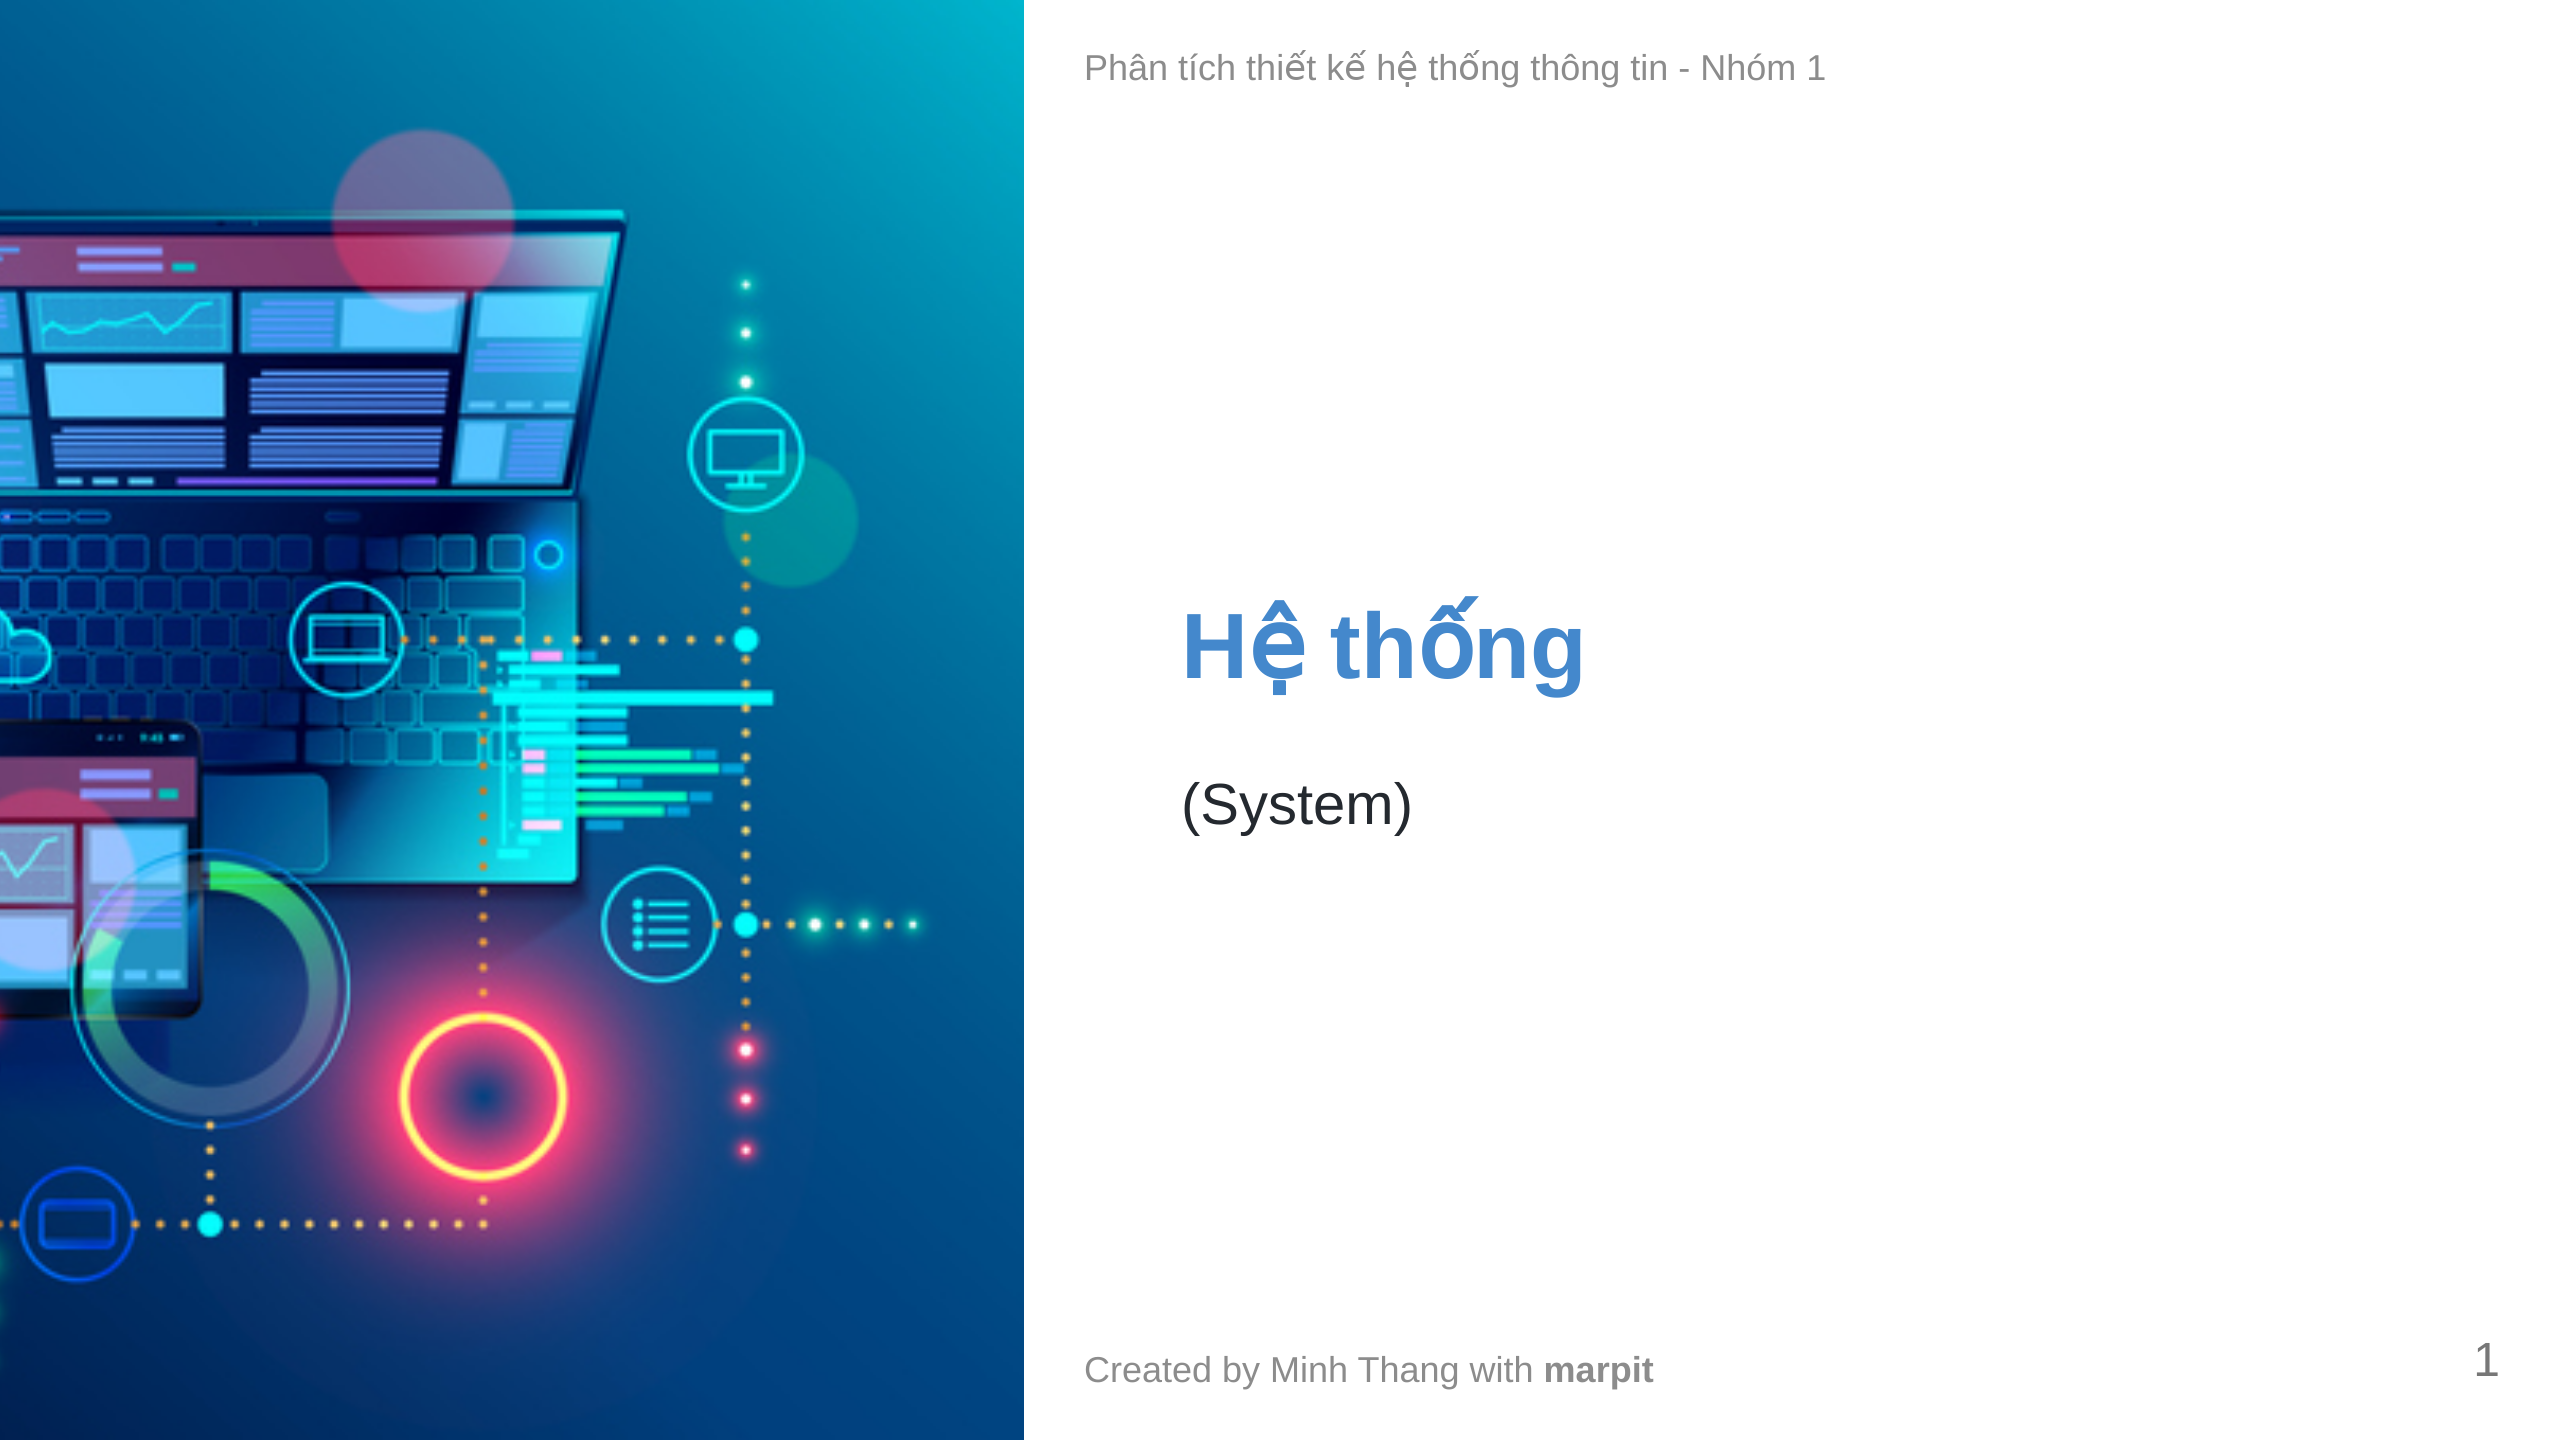 Phân tích thiết kế hệ thống thông tin - Nhóm 1
Hệ thống
(System)
Created by Minh Thang with marpit
1